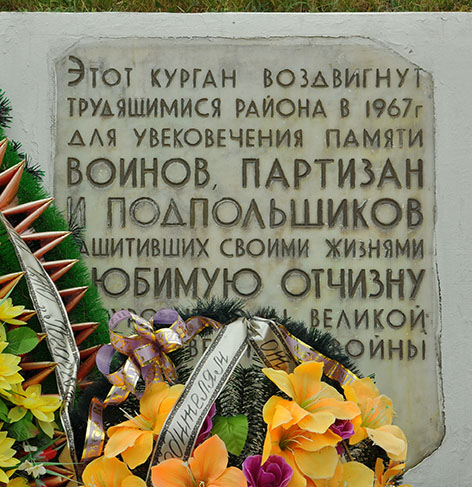 Этот курган воздвигнут
трудящимися района в 1967г
для увековечения памяти
воинов, партизан
и подпольщиков
защитивших своими жизнями
любимую отчизну
великой
войны